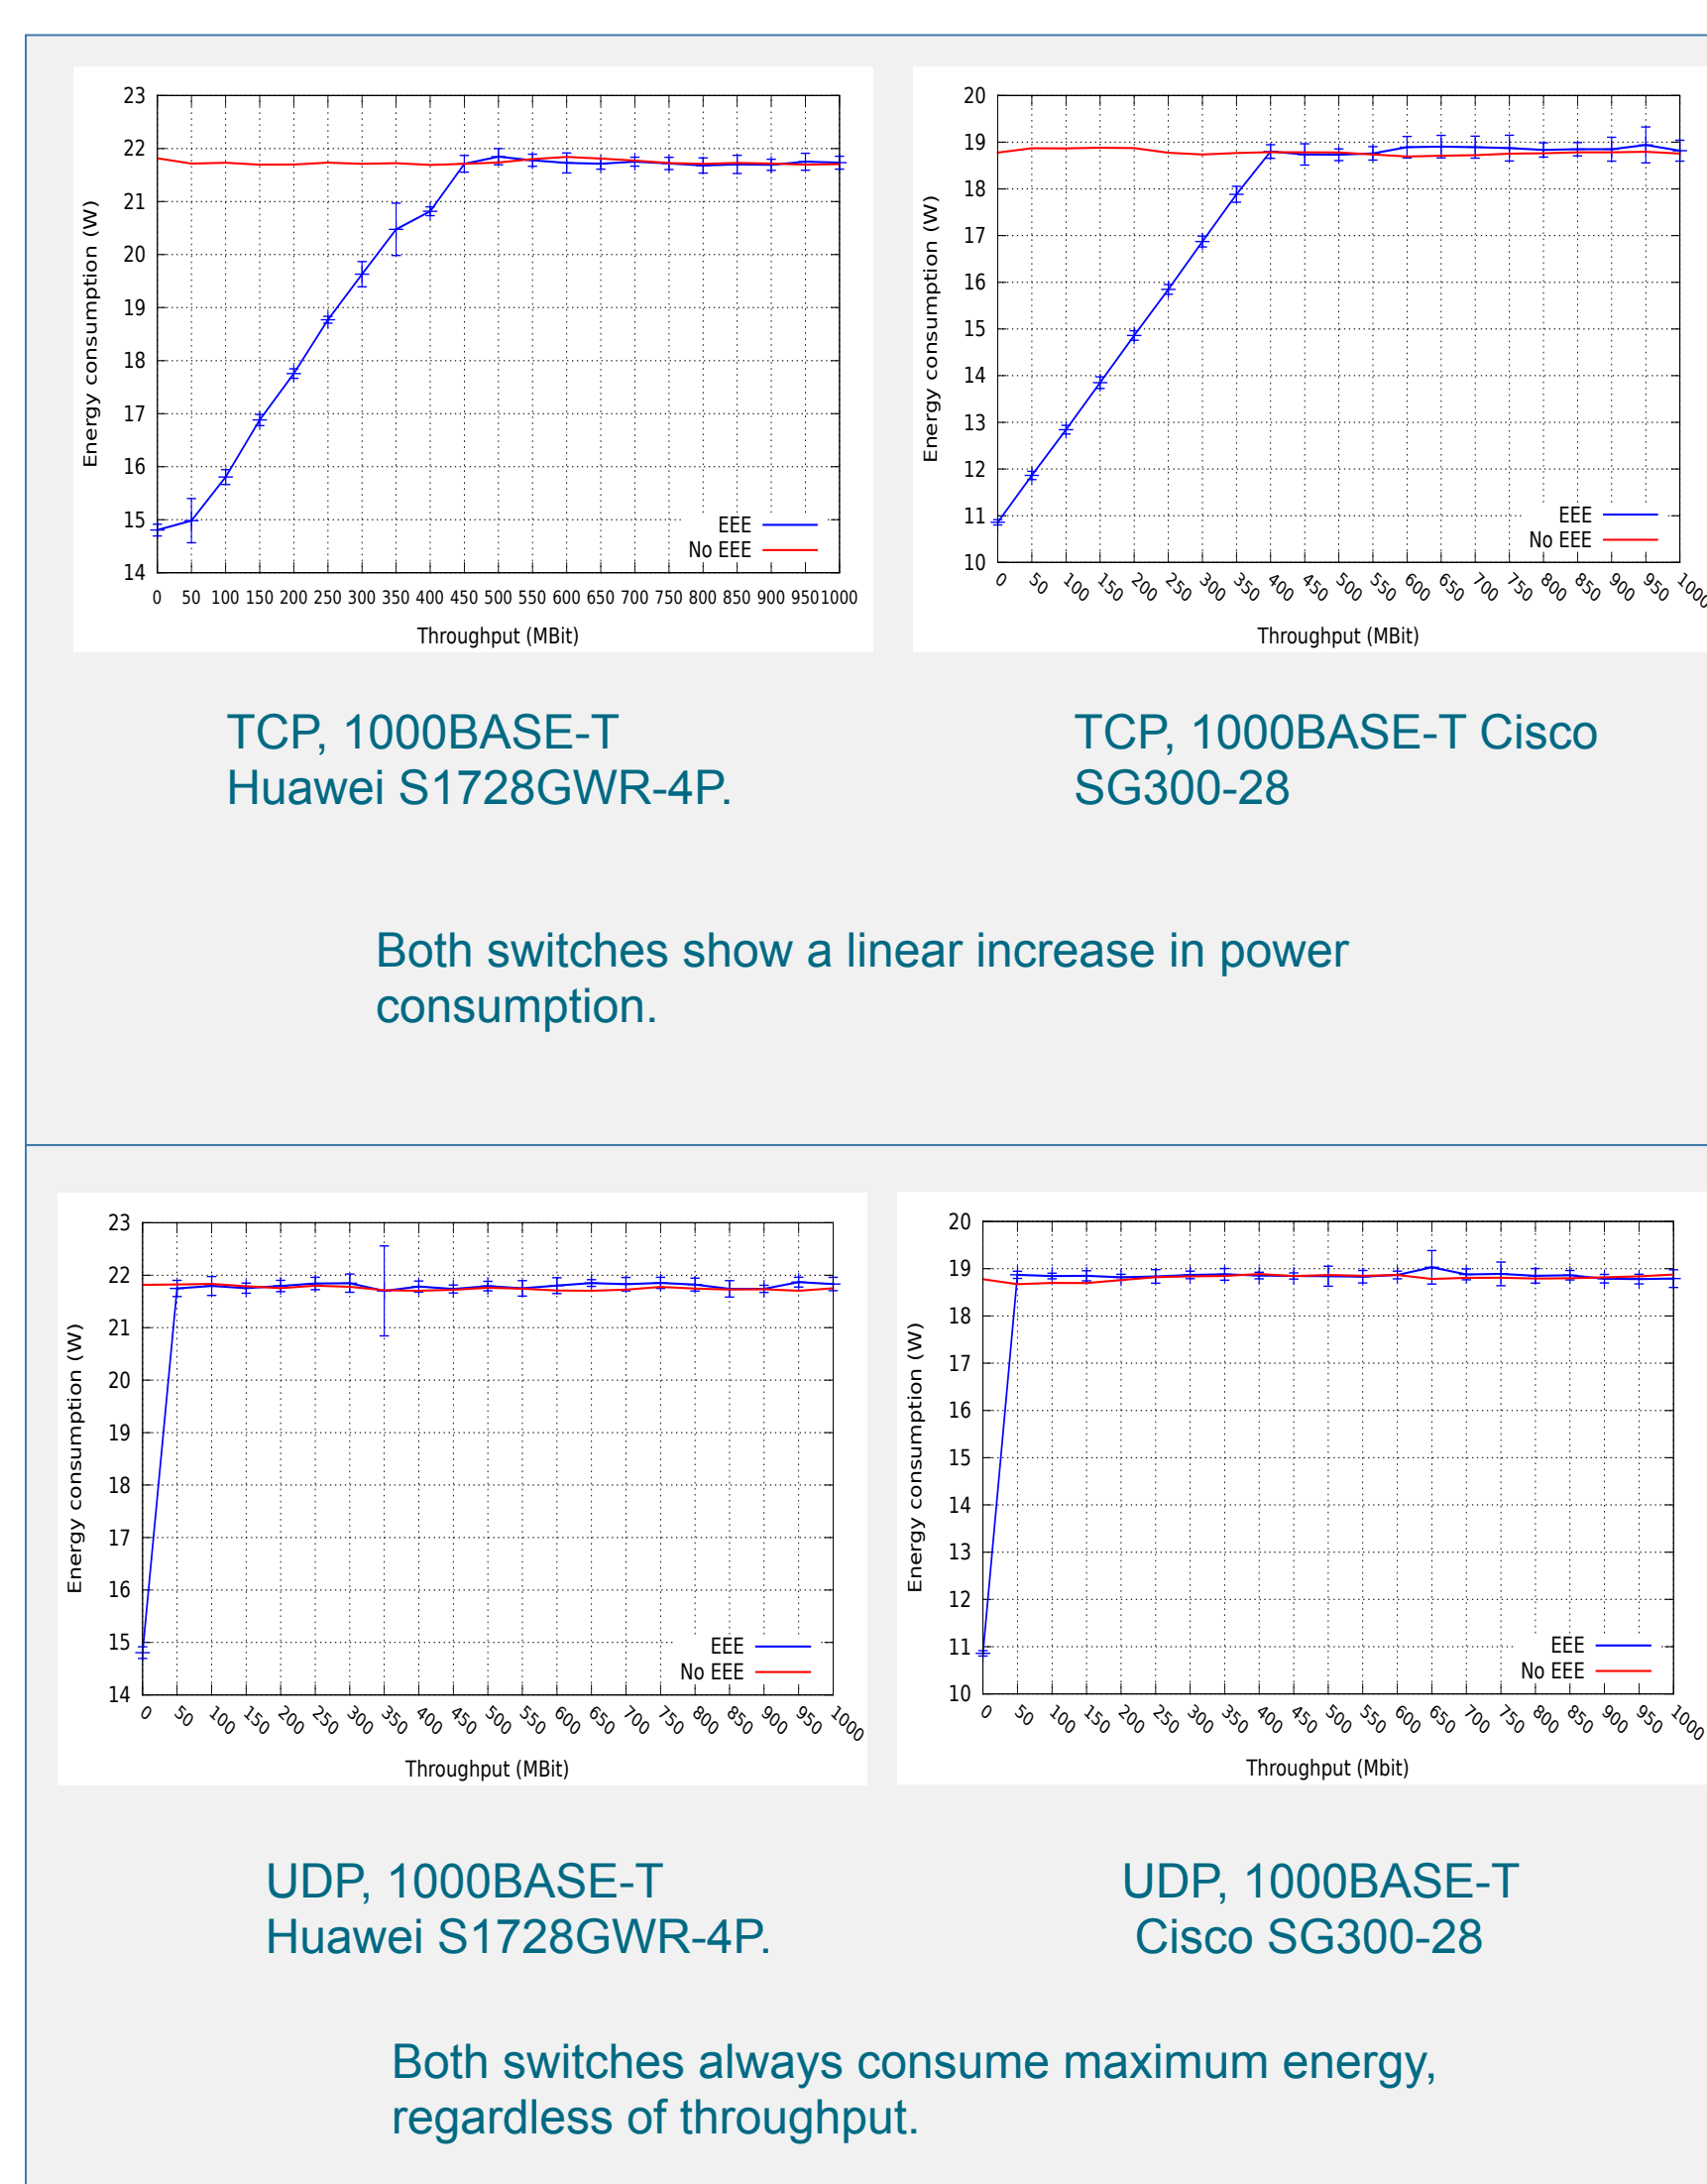 23
22
21
20
19
18
17
16
15
14
Energy consumption (W)
EEE
No EEE
0 50 100 150 200 250 300 350 400 450 500 550 600 650 700 750 800 850 900 950 1000
Throughput (MBit)
20
19
18
17
16
15
14
13
12
11
10
Energy consumption (W)
EEE
No EEE
0 50 100 150 200 250 300 350 400 450 500 550 600 650 700 750 800 850 900 950 1000
Throughput (MBit)
TCP, 1000BASE-T
Huawei S1728GWR-4P.
TCP, 1000BASE-T Cisco
SG300-28
Both switches show a linear increase in power
consumption.
23
22
21
20
19
18
17
16
15
14
Energy consumption (W)
EEE
No EEE
0 50 100 150 200 250 300 350 400 450 500 550 600 650 700 750 800 850 900 950 1000
Throughput (MBit)
20
19
18
17
16
15
14
13
12
11
10
Energy consumption (W)
EEE
No EEE
0 50 100 150 200 250 300 350 400 450 500 550 600 650 700 750 800 850 900 950 1000
Throughput (Mbit)
UDP, 1000BASE-T
Huawei S1728GWR-4P.
UDP, 1000BASE-T
Cisco SG300-28
Both switches always consume maximum energy,
regardless of throughput.